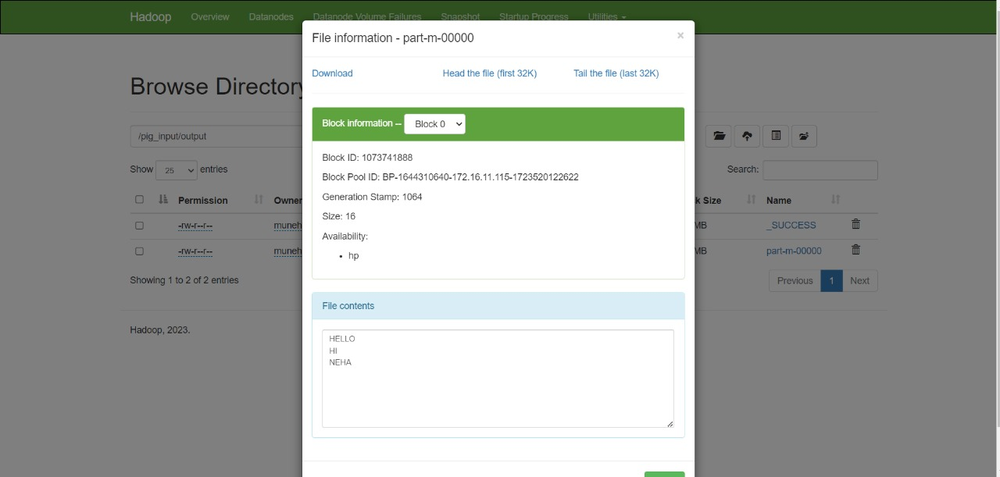 Hadoop Overview Datanodes Datanode Volume Failures Snapshot Startup Progress Utilities
File information - part-m-00000 ×
Download Head the file (first 32K) Tail the file (last 32K)
Browse Directory
Block information -- Block 0
/pig_input/output
Block ID: 1073741888
Show 25 entries Search:
Block Pool ID: BP-1644310640-172.16.11.115-1723520122622
Generation Stamp: 1064
Permission Owner k Size Name
Size: 16
-rw-r--r-- muneh MB _SUCCESS
Availability:
-rw-r--r-- muneh MB part-m-00000
• hp
Showing 1 to 2 of 2 entries Previous 1 Next
File contents
Hadoop, 2023.
HELLO
HI
NEHA